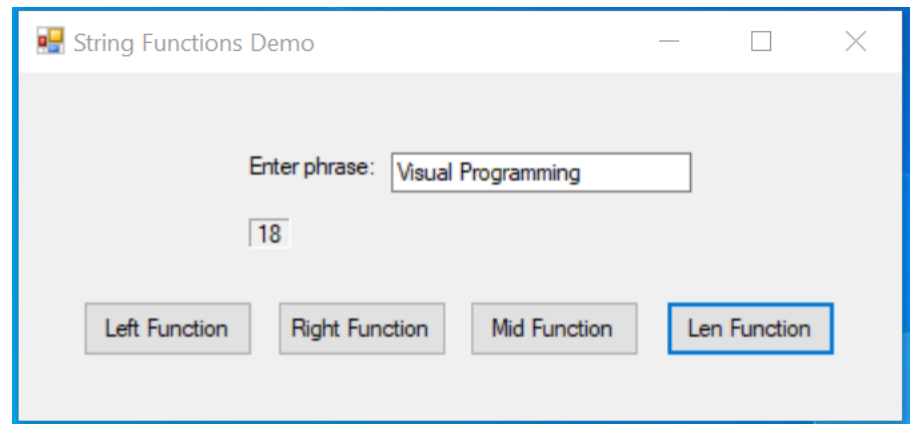 String Functions Demo
Enter phrase: Visual Programming
18
Left Function Right Function Mid Function Len Function